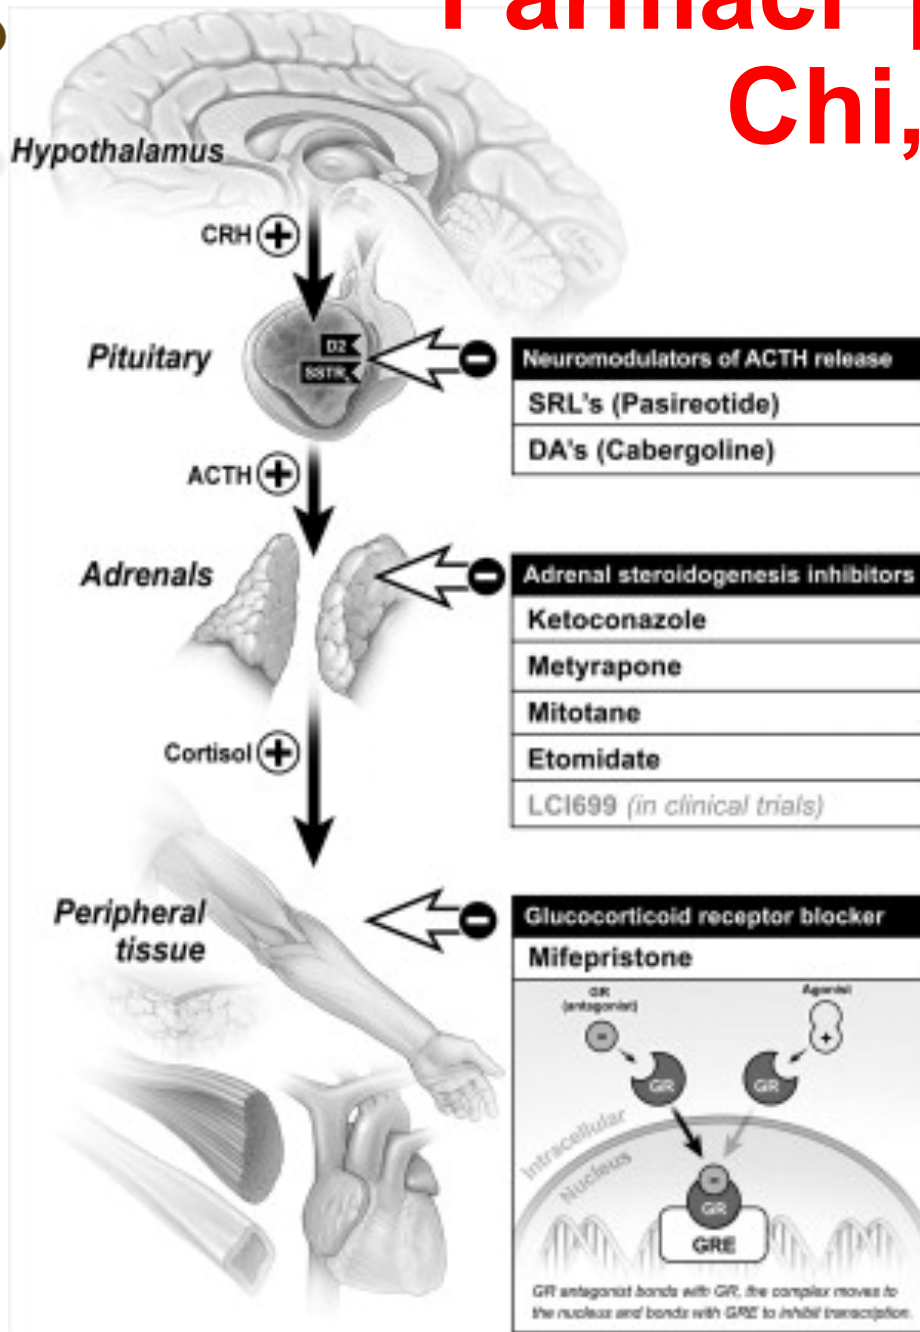 Farmaci p
Chi,
Hypothalamus
CRH +
Pituitary
D2
SSTR
−
Neuromodulators of ACTH release
SRL's (Pasireotide)
DA's (Cabergoline)
ACTH +
Adrenals
−
Adrenal steroidogenesis inhibitors
Ketoconazole
Metyrapone
Mitotane
Etomidate
LCI699 (in clinical trials)
Cortisol +
Peripheral
tissue
−
Glucocorticoid receptor blocker
Mifepristone
GR
(antagonist)
−
Agonist
+
GR
GR
Intracellular
Nucleus
−
GR
GRE
GR antagonist bonds with GR, the complex moves to
the nucleus and bonds with GRE to inhibit transcription.